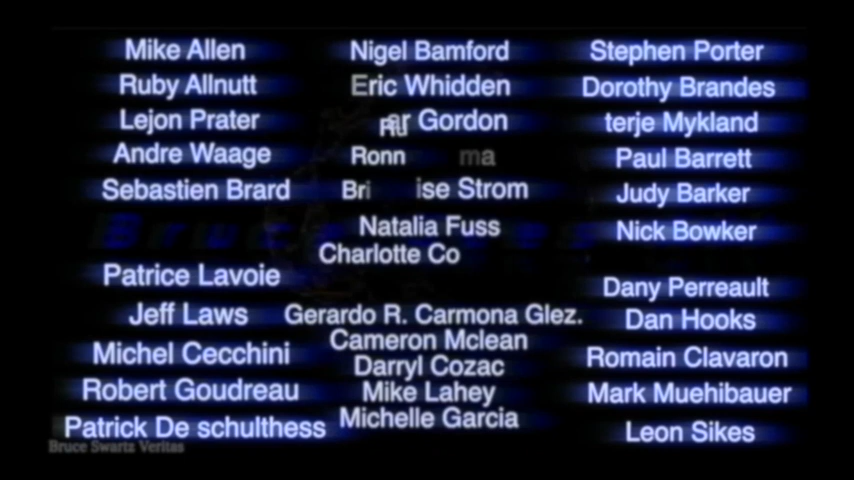 Mike Allen
Ruby Allnutt
Lejon Prater
Andre Waage
Sebastien Brard
Patrice Lavoie
Jeff Laws
Michel Cecchini
Robert Goudreau
Patrick De schulthess
Nigel Bamford
Eric Whidden
Gordon
Ronn
Strom
Natalia Fuss
Charlotte Co
Gerardo R. Carmona Glez.
Cameron Mclean
Darryl Cozac
Mike Lahey
Michelle Garcia
Stephen Porter
Dorothy Brandes
terje Mykland
Paul Barrett
Judy Barker
Nick Bowker
Dany Perreault
Dan Hooks
Romain Clavaron
Mark Muehibauer
Leon Sikes
Bruce Swartz Veritas